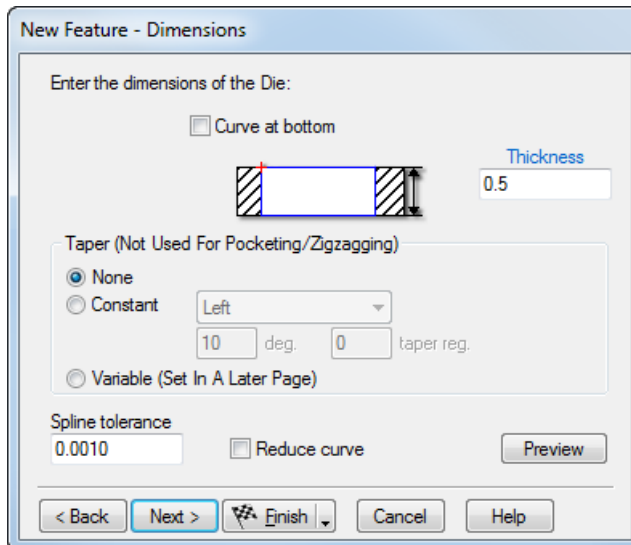 New Feature - Dimensions
Enter the dimensions of the Die:
Curve at bottom
Thickness
0.5
Taper (Not Used For Pocketing/Zigzagging)
None
Constant
Left
10 deg. 0 taper reg.
Variable (Set In A Later Page)
Spline tolerance
0.0010
Reduce curve
Preview
< Back Next > Finish Cancel Help